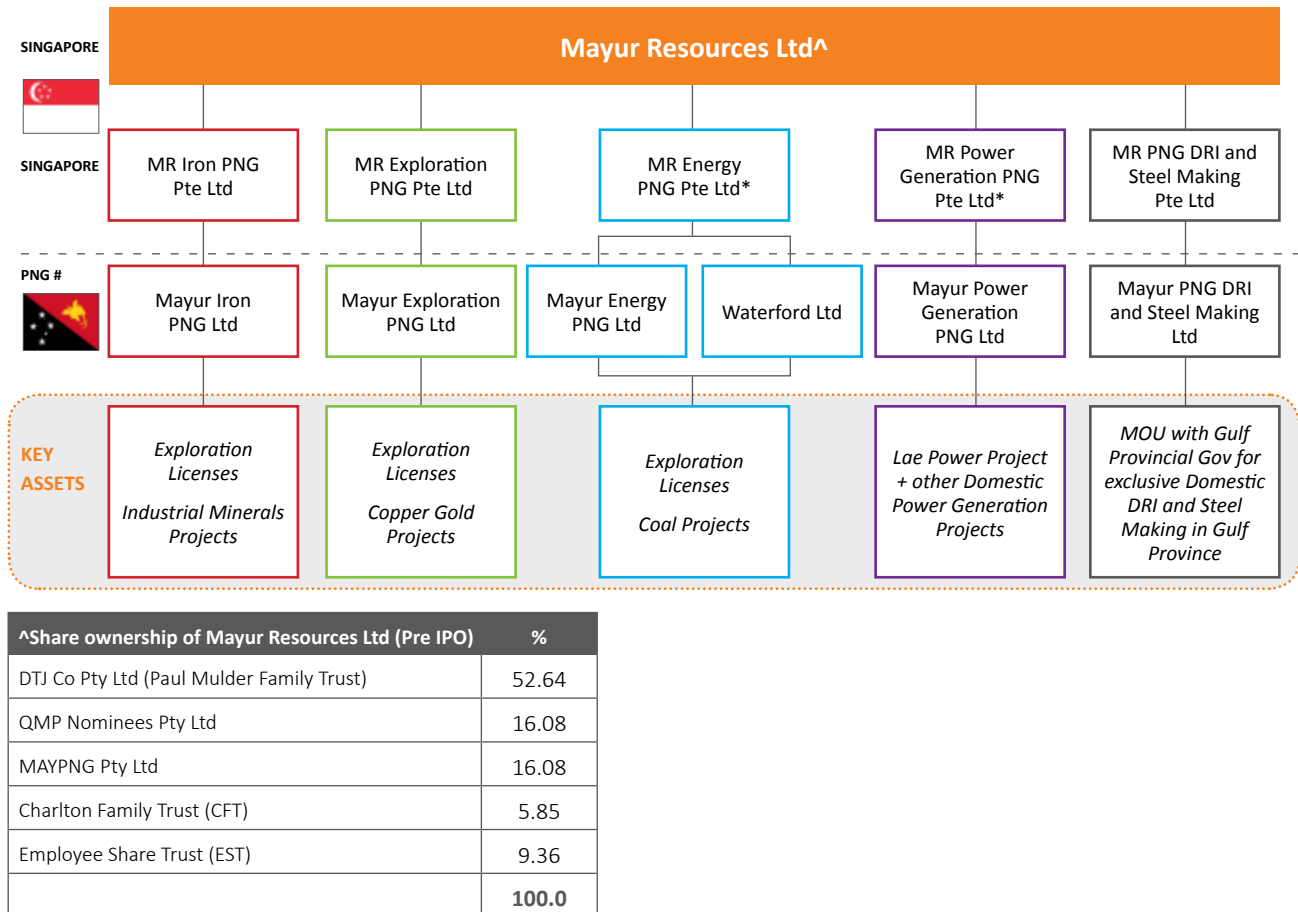 SINGAPORE
Mayur Resources Ltd^
SINGAPORE
MR Iron PNG
Pte Ltd
MR Exploration
PNG Pte Ltd
MR Energy
PNG Pte Ltd*
MR Power
Generation PNG
Pte Ltd*
MR PNG DRI and
Steel Making
Pte Ltd
PNG #
Mayur Iron
PNG Ltd
Mayur Exploration
PNG Ltd
Mayur Energy
PNG Ltd
Waterford Ltd
Mayur Power
Generation
PNG Ltd
Mayur PNG DRI
and Steel Making
Ltd
KEY
ASSETS
Exploration
Licenses
Industrial Minerals
Projects
Exploration
Licenses
Copper Gold
Projects
Exploration
Licenses
Coal Projects
Lae Power Project
+ other Domestic
Power Generation
Projects
MOU with Gulf
Provincial Gov for
exclusive Domestic
DRI and Steel
Making in Gulf
Province
^Share ownership of Mayur Resources Ltd (Pre IPO) %
DTJ Co Pty Ltd (Paul Mulder Family Trust) 52.64
QMP Nominees Pty Ltd 16.08
MAYPNG Pty Ltd 16.08
Charlton Family Trust (CFT) 5.85
Employee Share Trust (EST) 9.36
100.0